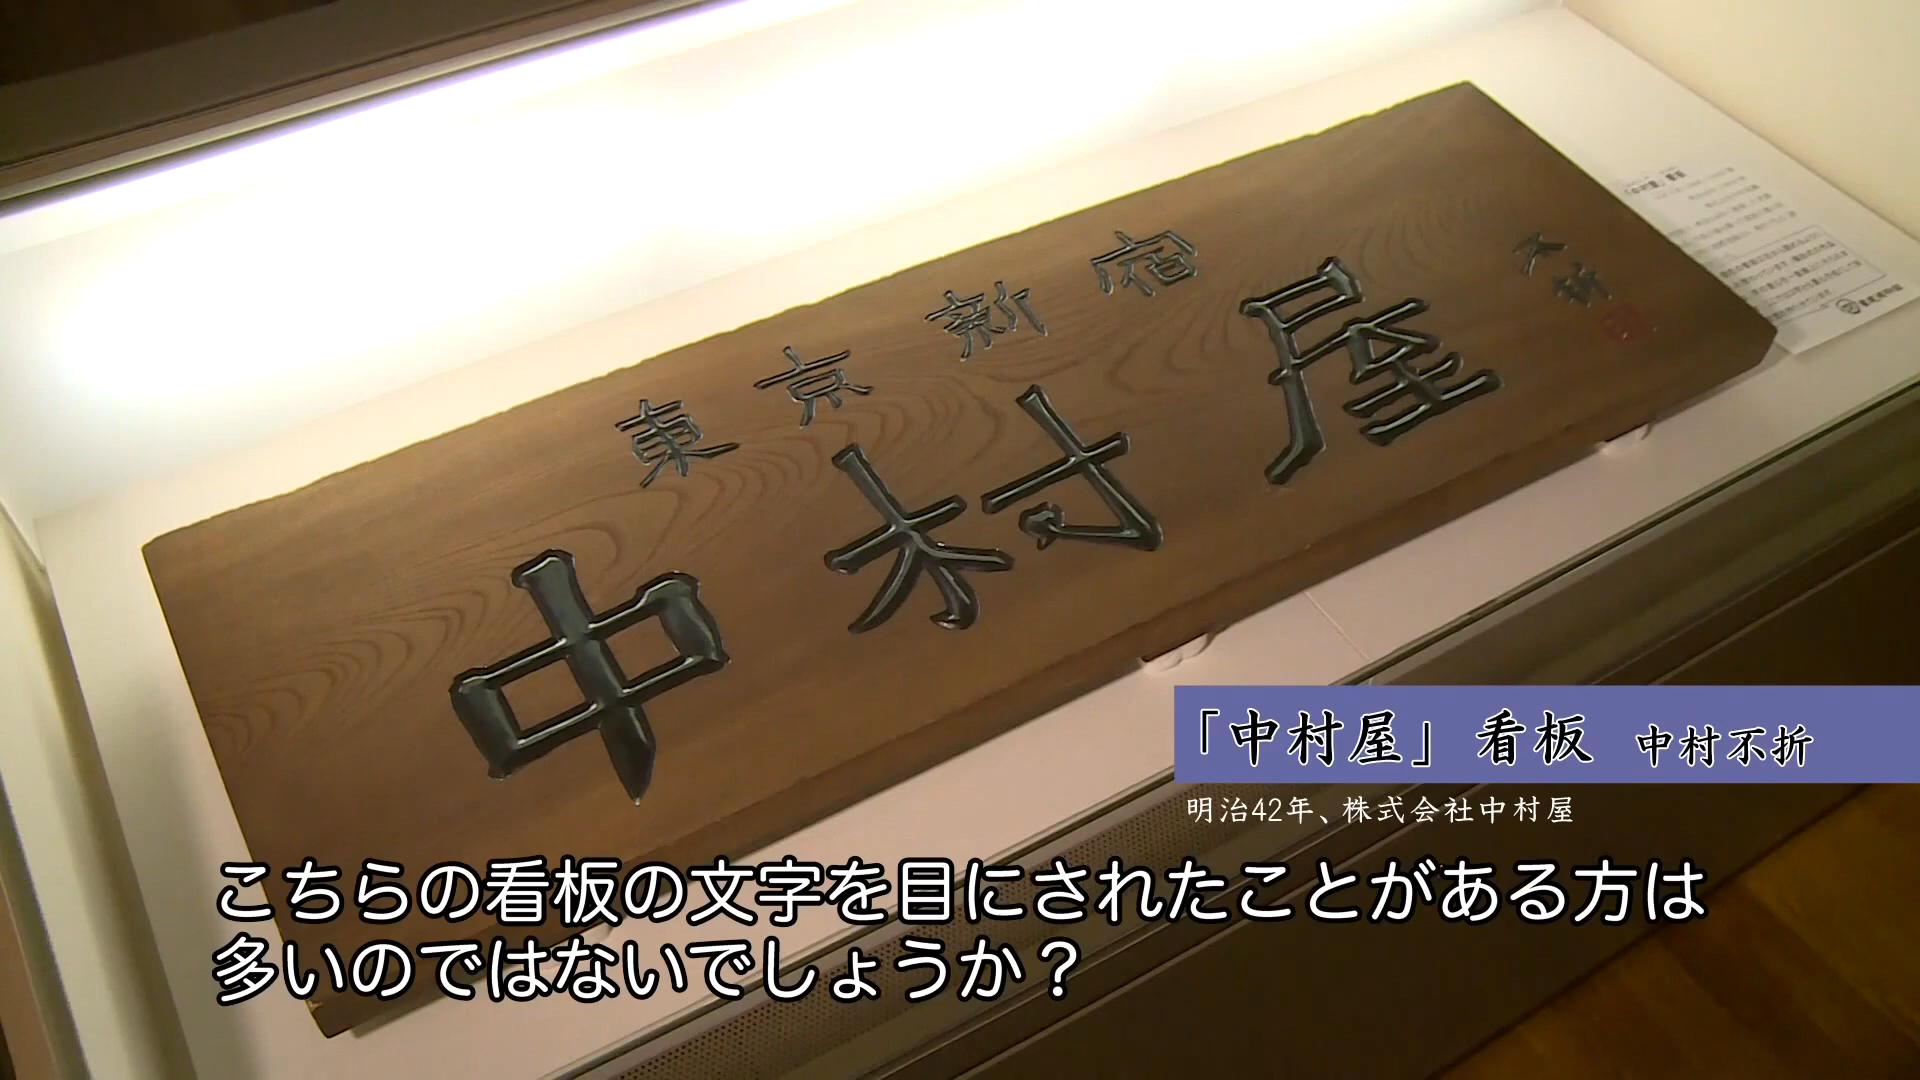 東京新宿
中村屋
不折
「中村屋」看板 中村不折
明治42年、株式会社中村屋
こちらの看板の文字を目にされたことがある方は
多いのではないでしょうか？